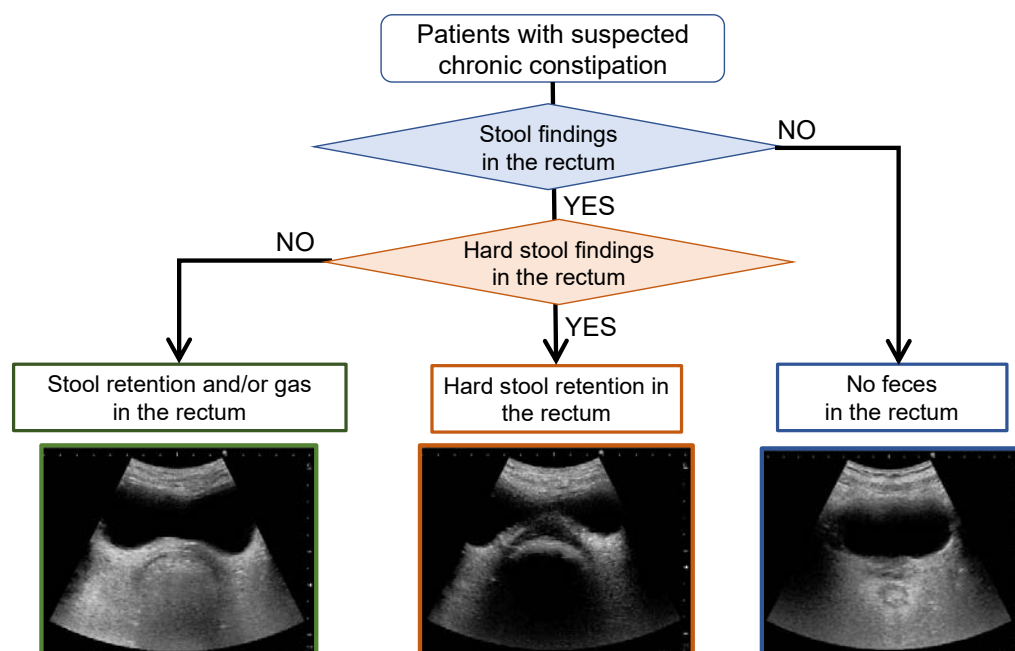 Patients with suspected
chronic constipation
Stool findings
in the rectum
NO
YES
Hard stool findings
in the rectum
NO
YES
Stool retention and/or gas
in the rectum
Hard stool retention in
the rectum
No feces
in the rectum